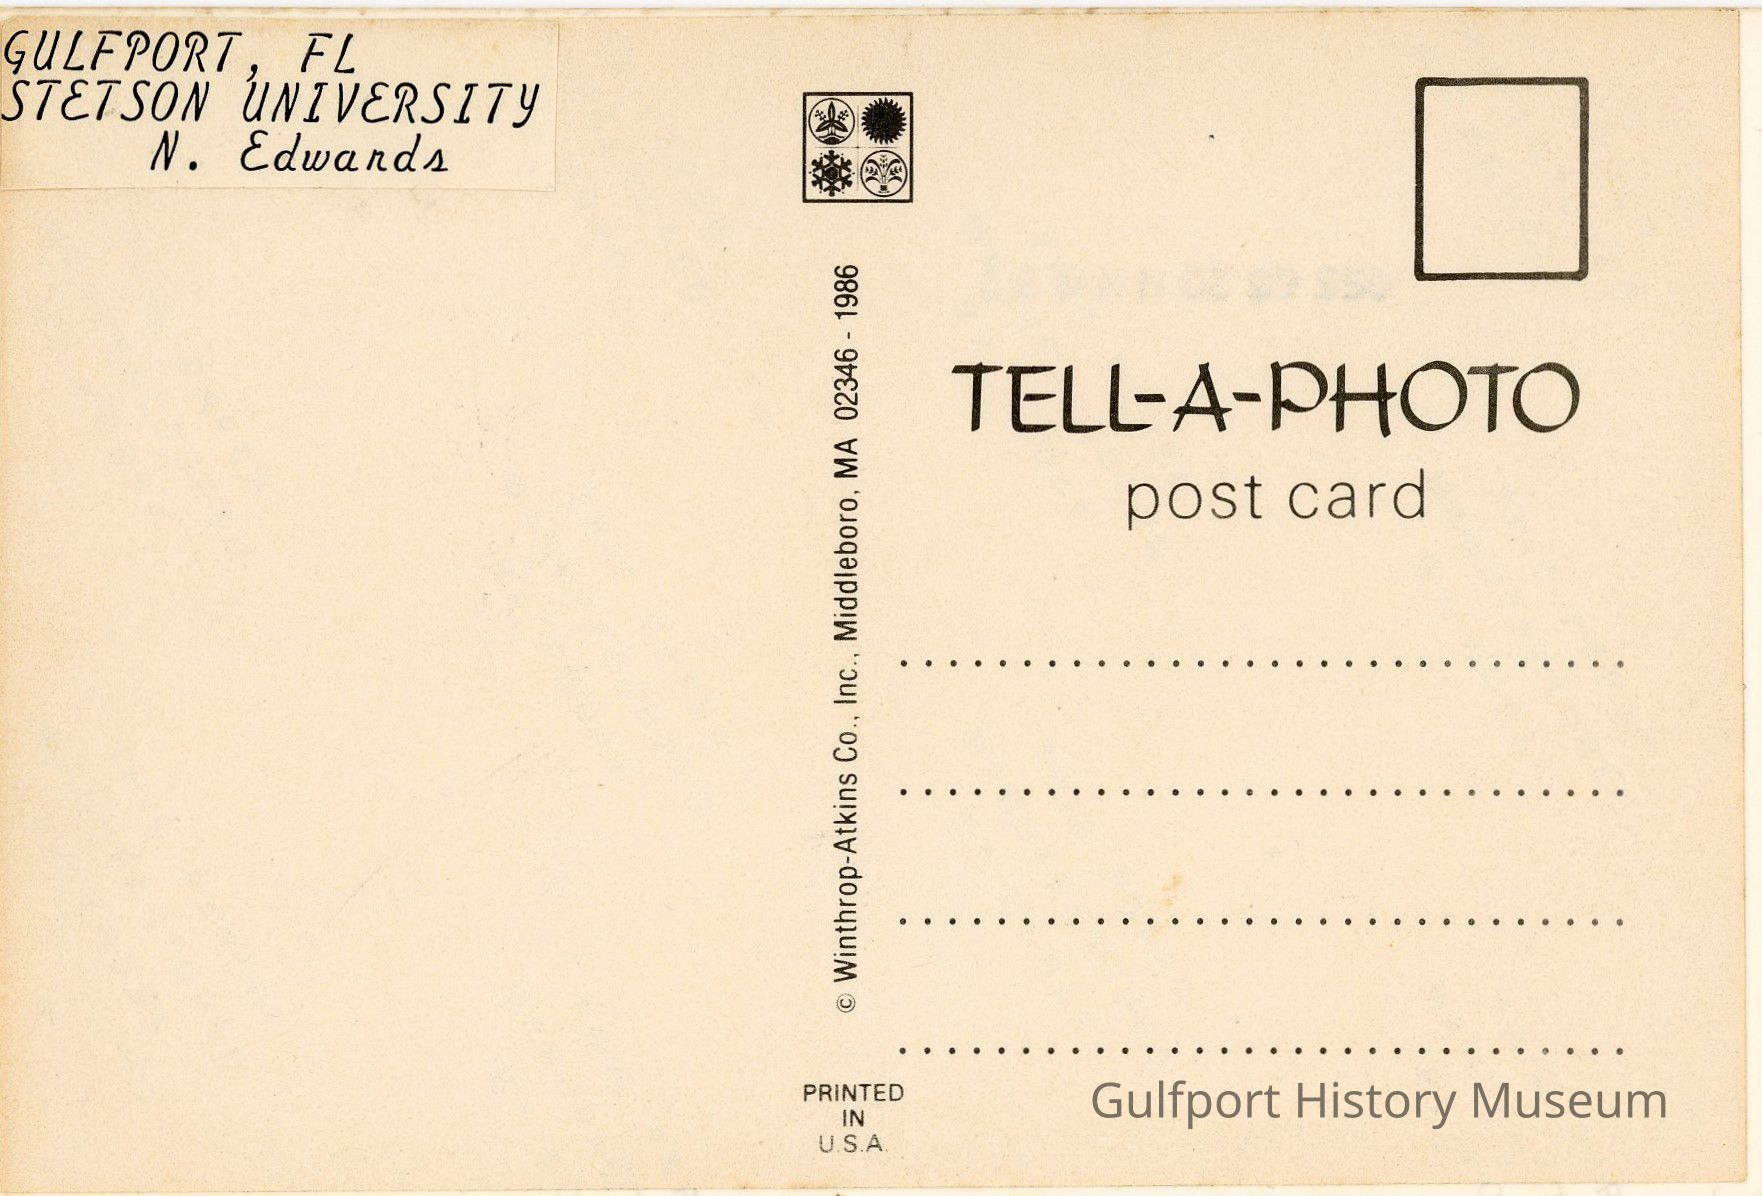 GULFPORT, FL
STETSON UNIVERSITY
N. Edwards
© Winthrop-Atkins Co., Inc., Middleboro, MA 02346 - 1986
TELL-A-PHOTO
post card
PRINTED
IN
U.S.A.
Gulfport History Museum